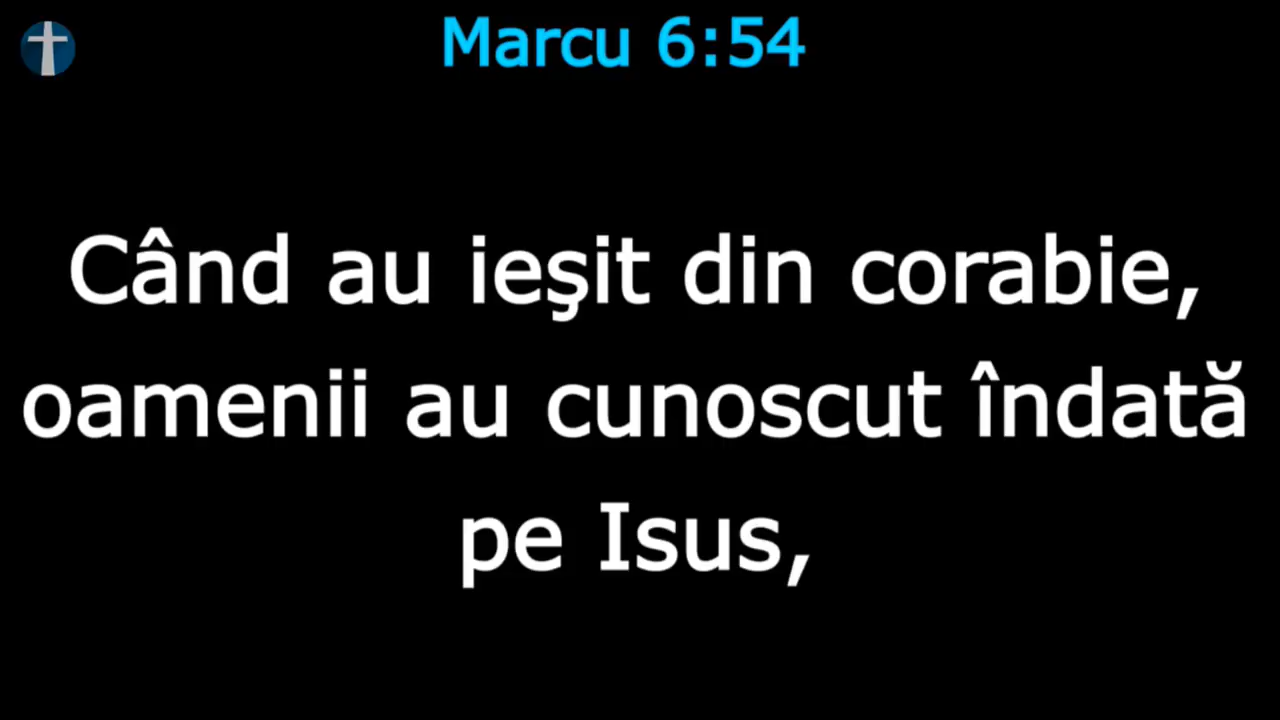 Marcu 6:54
Când au ieşit din corabie,
oamenii au cunoscut îndată
pe Isus,